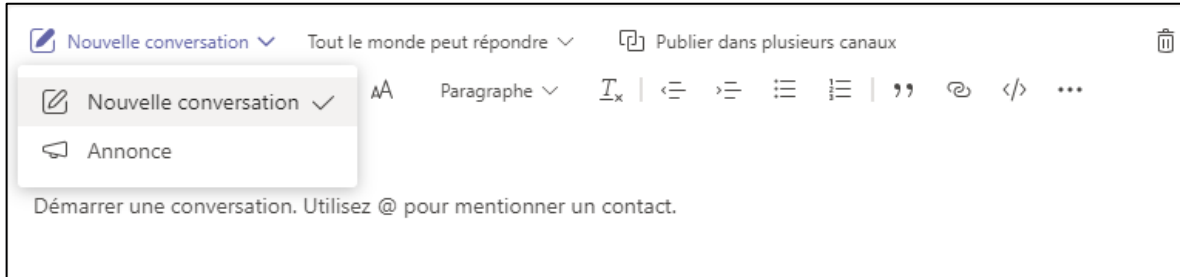 Nouvelle conversation Tout le monde peut répondre Publier dans plusieurs canaux
Nouvelle conversation AA Paragraphe
Annonce
Démarrer une conversation. Utilisez @ pour mentionner un contact.